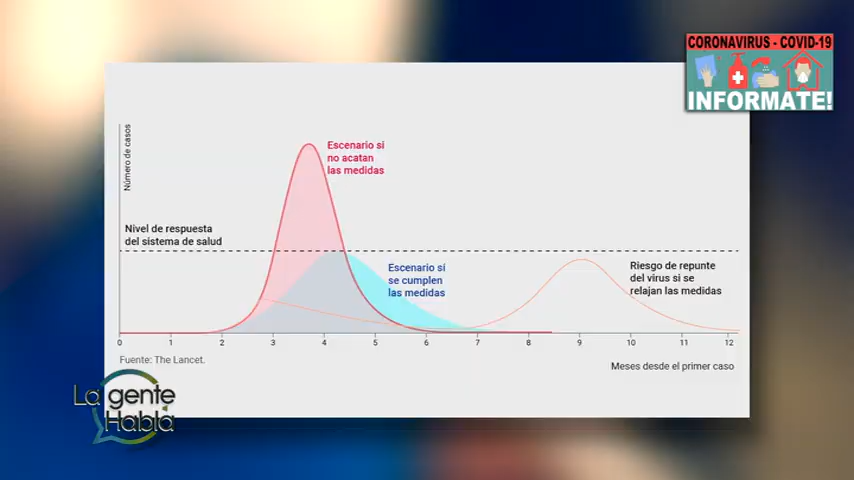 CORONAVIRUS - COVID-19
INFORMATE!
Número de casos
Escenario si
no acatan
las medidas
Nivel de respuesta
del sistema de salud
Escenario si
se cumplen
las medidas
Riesgo de repunte
del virus si se
relajan las medidas
0 1 2 3 4 5 6 7 8 9 10 11 12
Fuente: The Lancet.
Meses desde el primer caso
La gente
Habla